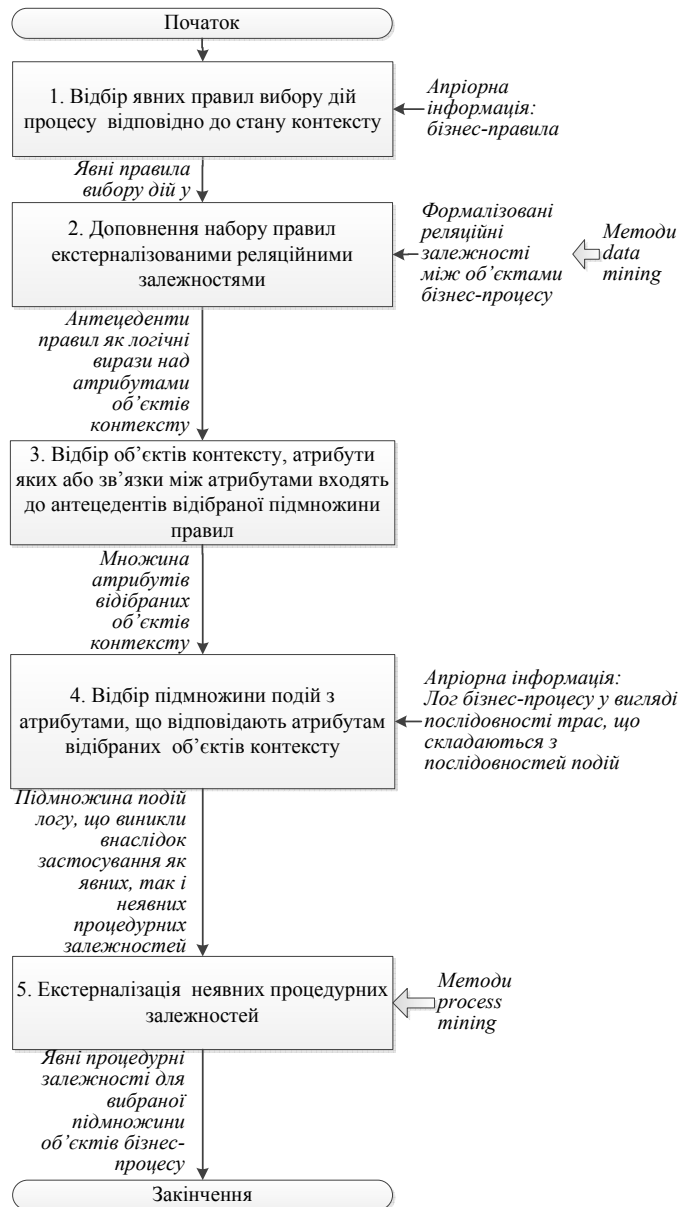 Початок
1. Відбір явних правил вибору дій
процесу відповідно до стану контексту
Апріорна
інформація:
бізнес-правила
Явні правила
вибору дій у
2. Доповнення набору правил
екстерналізованими реляційними
залежностями
Формалізовані
реляційні
залежності
між об’єктами
бізнес-процесу
Методи
data
mining
Антецеденти
правил як логічні
вирази над
атрибутами
об’єктів
контексту
3. Відбір об’єктів контексту, атрибути
яких або зв’язки між атрибутами входять
до антецедентів відібраної підмножини
правил
Множина
атрибутів
відібраних
об’єктів
контексту
4. Відбір підмножини подій з
атрибутами, що відповідають атрибутам
відібраних об’єктів контексту
Апріорна інформація:
Лог бізнес-процесу у вигляді
послідовності трас, що
складаються з
послідовностей подій
Підмножина подій
логу, що виникли
внаслідок
застосування як
явних, так і
неявних
процедурних
залежностей
5. Екстерналізація неявних процедурних
залежностей
Методи
process
mining
Явні процедурні
залежності для
вибраної
підмножини
об’єктів бізнес-
процесу
Закінчення